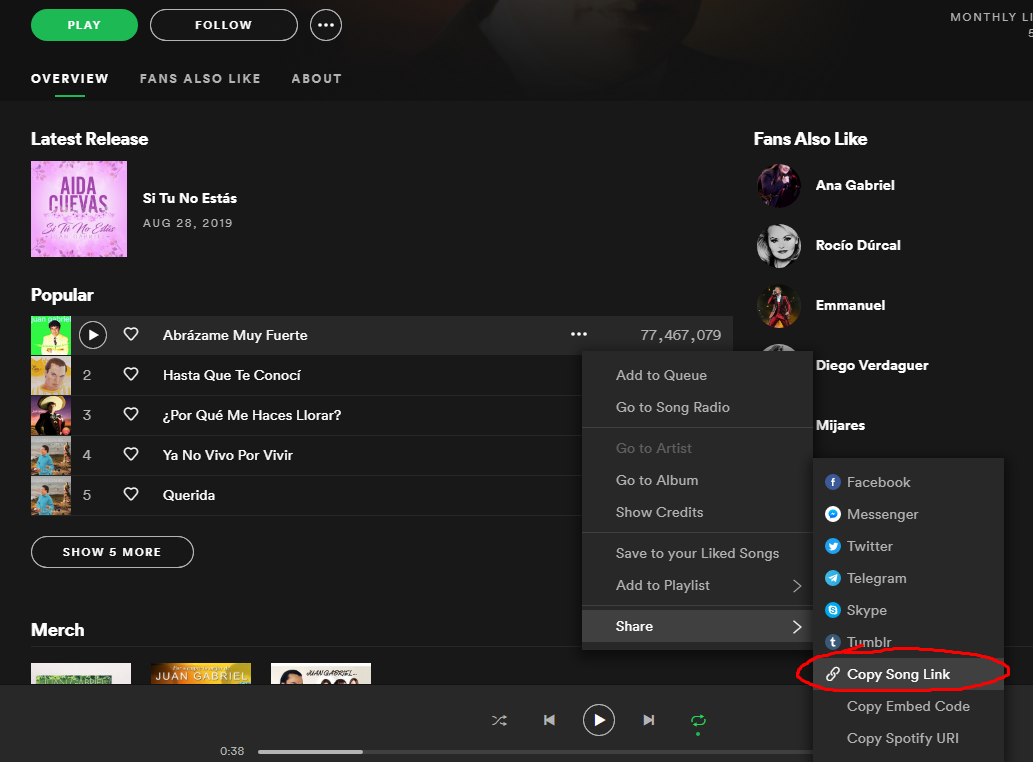 PLAY
FOLLOW
MONTHLY LI
5
OVERVIEW
FANS ALSO LIKE
ABOUT
Latest Release
AIDA
CUEVAS
Si Tu No Estás
Si Tu No Estás
AUG 28, 2019
Popular
Abrázame Muy Fuerte
77,467,079
2
Hasta Que Te Conocí
3
¿Por Qué Me Haces Llorar?
4
Ya No Vivo Por Vivir
5
Querida
SHOW 5 MORE
Merch
JUAN GABRIEL
JUAN GABRIEL...
Fans Also Like
Ana Gabriel
Rocío Dúrcal
Emmanuel
Diego Verdaguer
Mijares
Add to Queue
Go to Song Radio
Go to Artist
Go to Album
Show Credits
Save to your Liked Songs
Add to Playlist
Share
Facebook
Messenger
Twitter
Telegram
Skype
Tumblr
Copy Song Link
Copy Embed Code
Copy Spotify URI
0:38